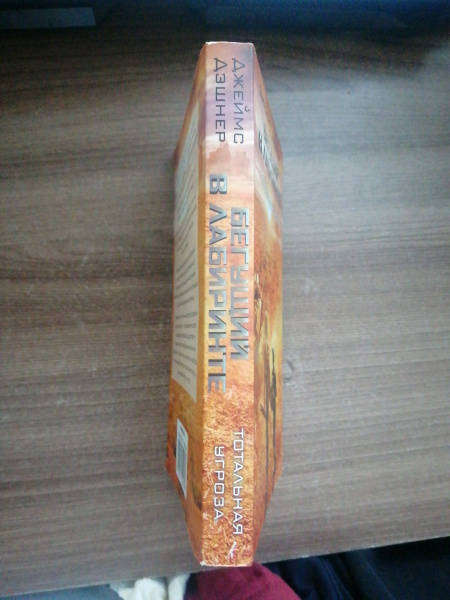 ДЖЕЙМС
ДЭШНЕР
БЕГУЩИЙ
В ЛАБИРИНТЕ
ТОТАЛЬНАЯ
УГРОЗА